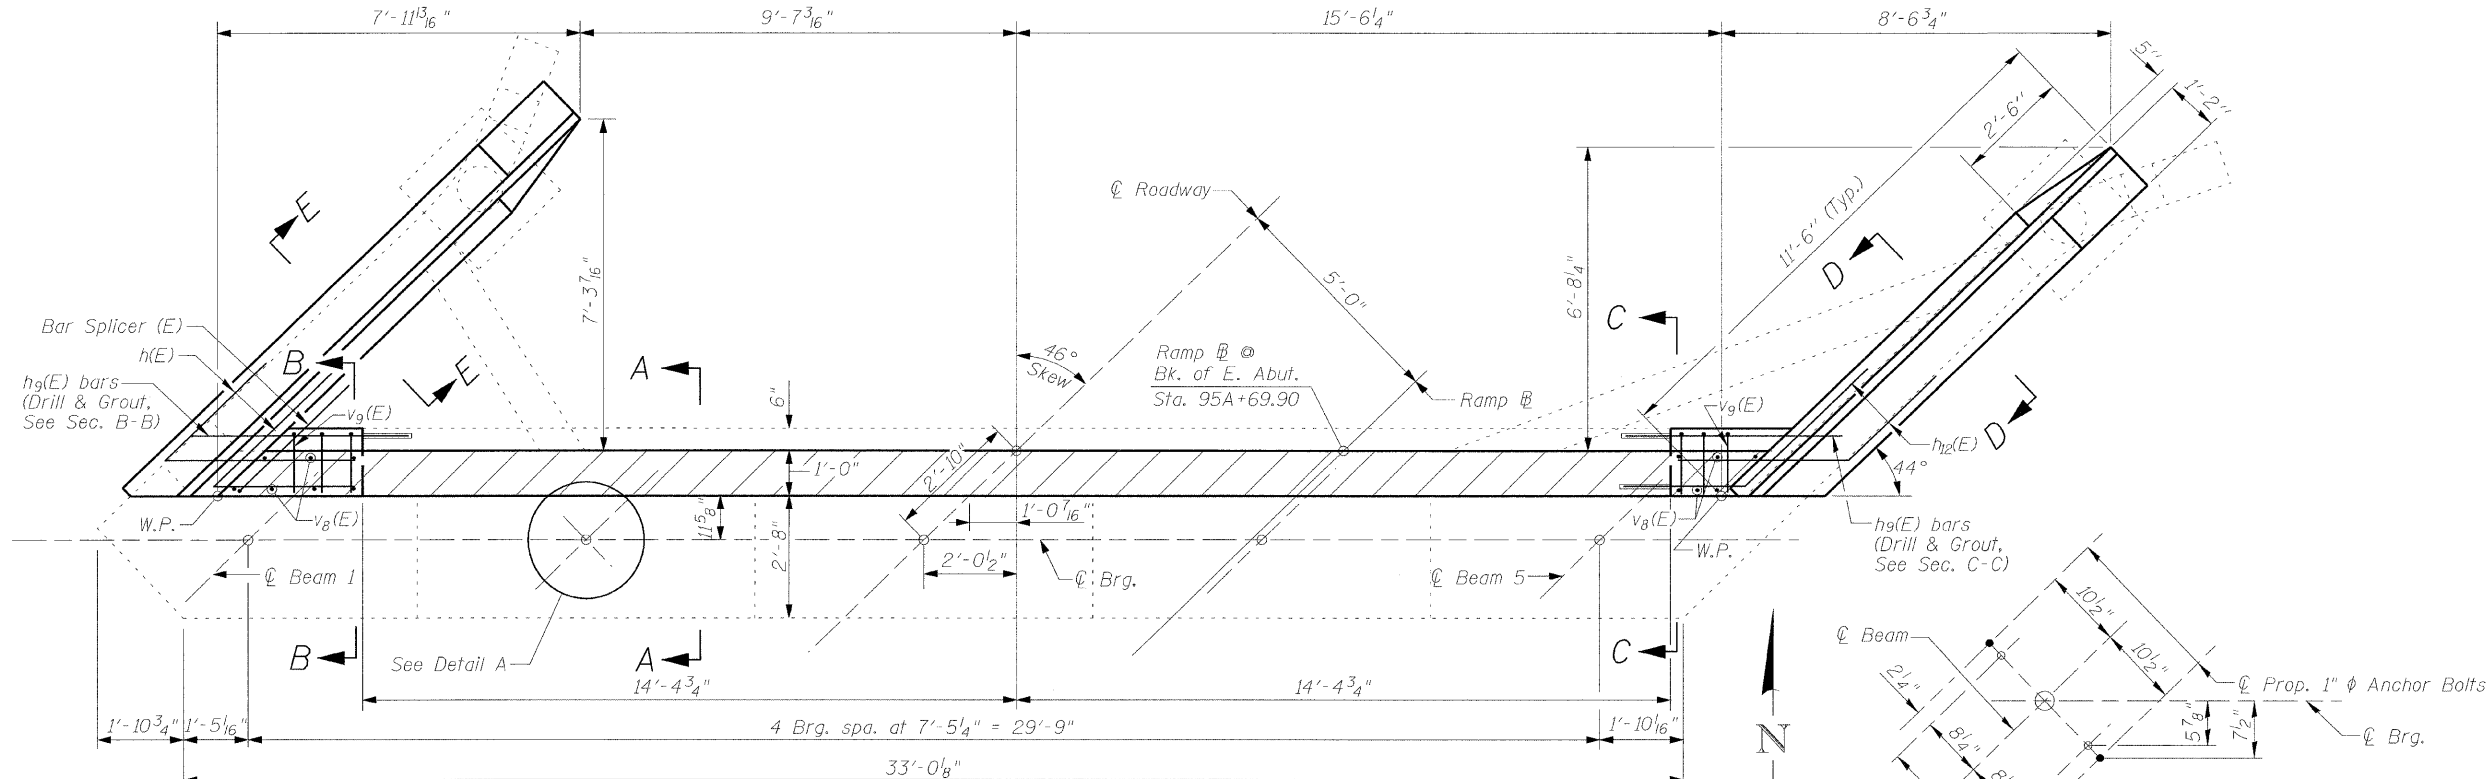 7'-11 13/16"
9'-7 3/16"
15'-6 1/4"
8'-6 3/4"
5"
1'-2"
2'-6"
11'-6" (Typ.)
℄ Roadway
5'-0"
Ramp ⅊
E
E
D
D
7'-3 7/16"
6'-8 1/4"
Bar Splicer (E)
h(E)
h9(E) bars
(Drill & Grout,
See Sec. B-B)
B
A
C
v9(E)
46°
Skew
Ramp ⅊ @
Bk. of E. Abut.
Sta. 95A+69.90
6"
v9(E)
h12(E)
44°
1'-0"
2'-10"
W.P.
v8(E)
11 5/8"
1'-0 7/16"
v8(E)
W.P.
h9(E) bars
(Drill & Grout,
See Sec. C-C)
℄ Beam 1
2'-8"
2'-0 1/2"
℄ Brg.
℄ Beam 5
B
See Detail A
A
C
14'-4 3/4"
14'-4 3/4"
1'-10 3/4"
1'-5 1/16"
4 Brg. spa. at 7'-5 1/4" = 29'-9"
1'-10 1/16"
33'-0 1/8"
N
℄ Beam
10 1/2"
10 1/2"
2 1/4"
℄ Prop. 1" φ Anchor Bolts
5 7/8"
7 1/2"
℄ Brg.
8 1/4"